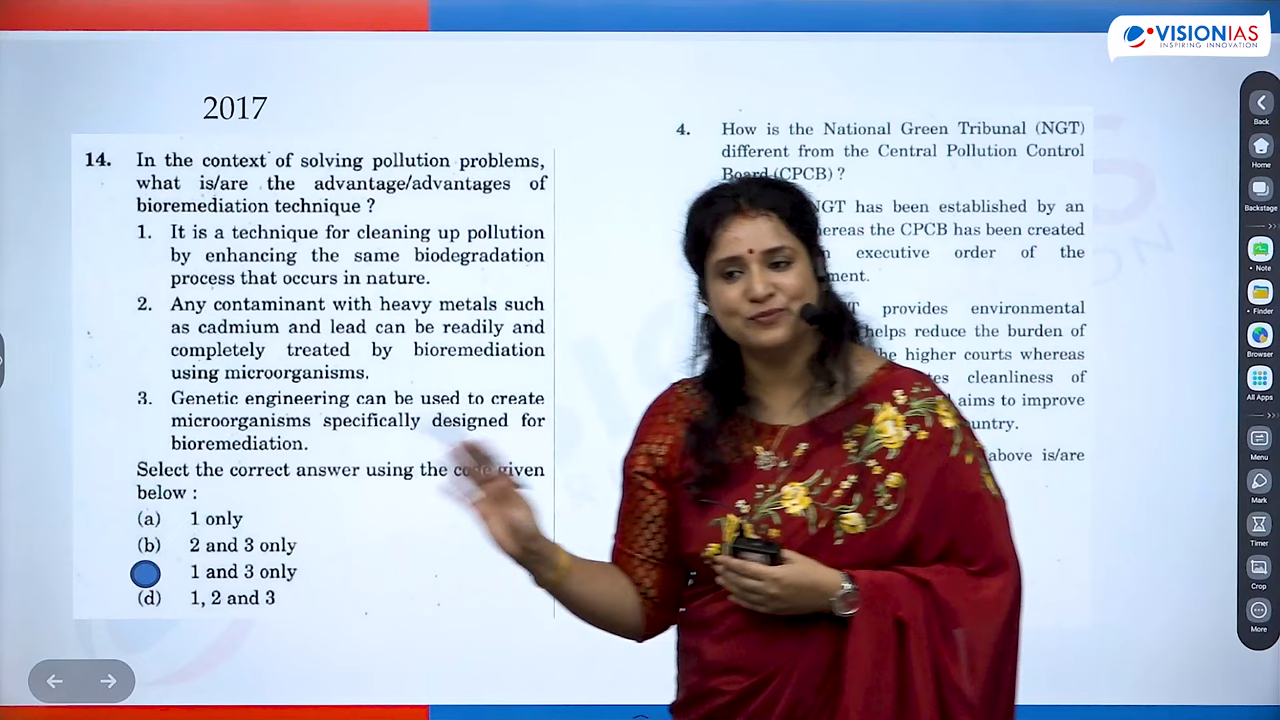 VISIONIAS
INSPIRING INNOVATION
2017
14. In the context of solving pollution problems,
what is/are the advantage/advantages of
bioremediation technique ?
1. It is a technique for cleaning up pollution
by enhancing the same biodegradation
process that occurs in nature.
2. Any contaminant with heavy metals such
as cadmium and lead can be readily and
completely treated by bioremediation
using microorganisms.
3. Genetic engineering can be used to create
microorganisms specifically designed for
bioremediation.
Select the correct answer using the code given
below :
(a) 1 only
(b) 2 and 3 only
1 and 3 only
(d) 1, 2 and 3
4. How is the National Green Tribunal (NGT)
different from the Central Pollution Control
Board (CPCB) ?
NGT has been established by an
whereas the CPCB has been created
executive order of the
provides environmental
helps reduce the burden of
the higher courts whereas
cleanliness of
aims to improve
above is/are
Back
Home
Backstage
Note
Finder
Browser
All Apps
Menu
Mark
Timer
Crop
More